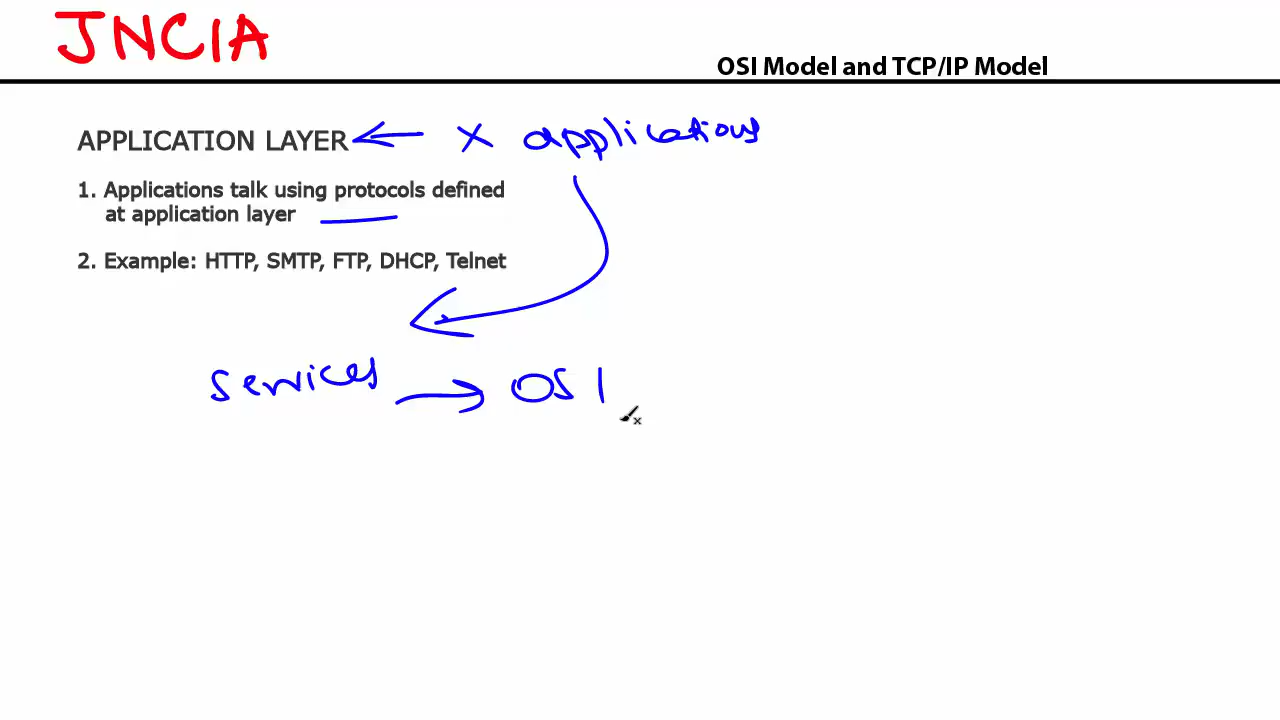 JNCIA
OSI Model and TCP/IP Model
APPLICATION LAYER
x applications
1. Applications talk using protocols defined
at application layer
2. Example: HTTP, SMTP, FTP, DHCP, Telnet
services → OSI